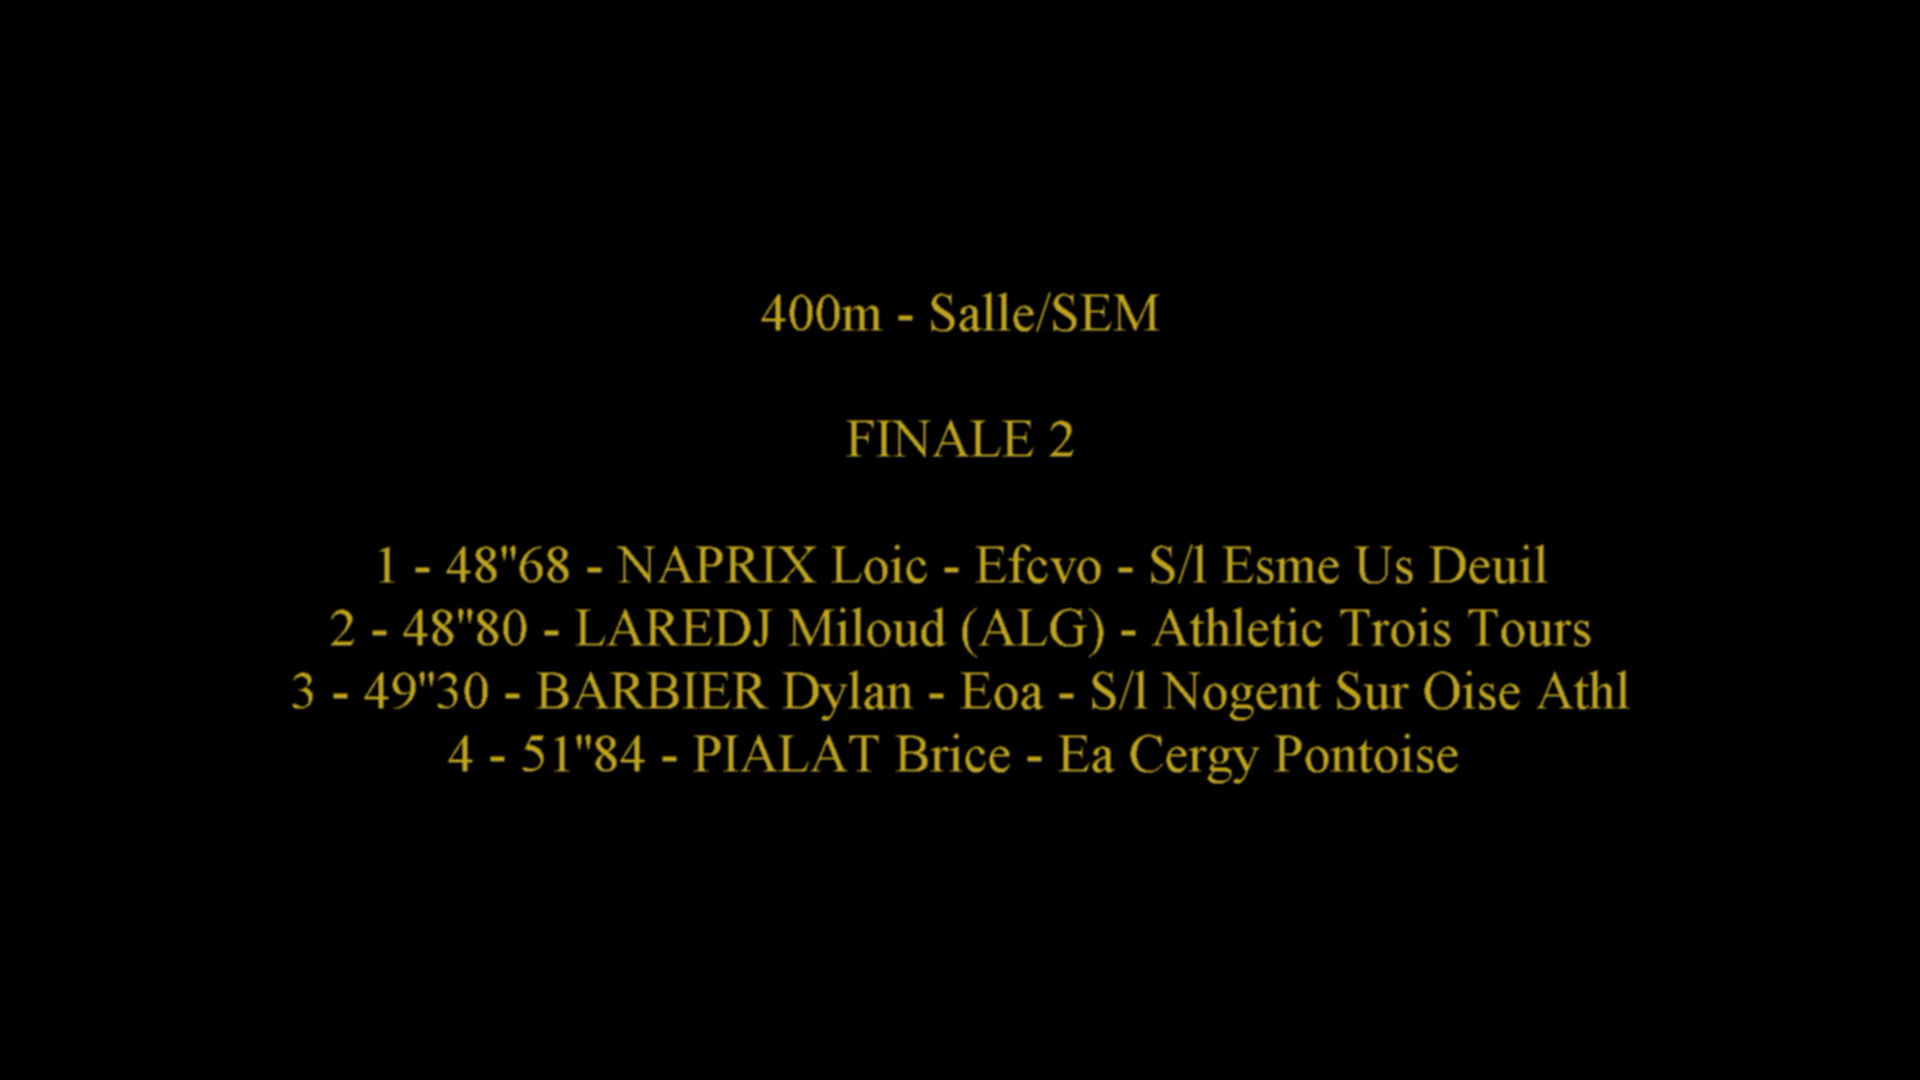 400m - Salle/SEM
FINALE 2
1 - 48"68 - NAPRIX Loic - Efcvo - S/l Esme Us Deuil
2 - 48"80 - LAREDJ Miloud (ALG) - Athletic Trois Tours
3 - 49"30 - BARBIER Dylan - Eoa - S/l Nogent Sur Oise Athl
4 - 51"84 - PIALAT Brice - Ea Cergy Pontoise